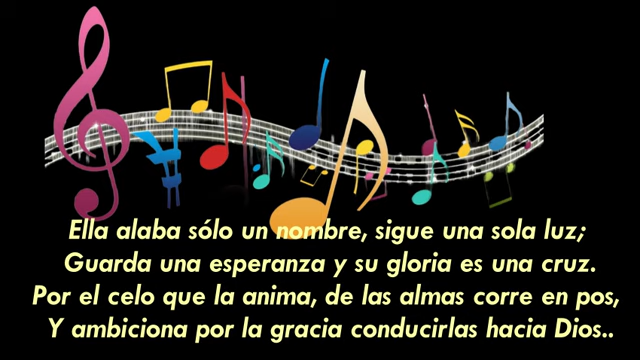 Ella alaba sólo un nombre, sigue una sola luz;
Guarda una esperanza y su gloria es una cruz.
Por el celo que la anima, de las almas corre en pos,
Y ambiciona por la gracia conducirlas hacia Dios..